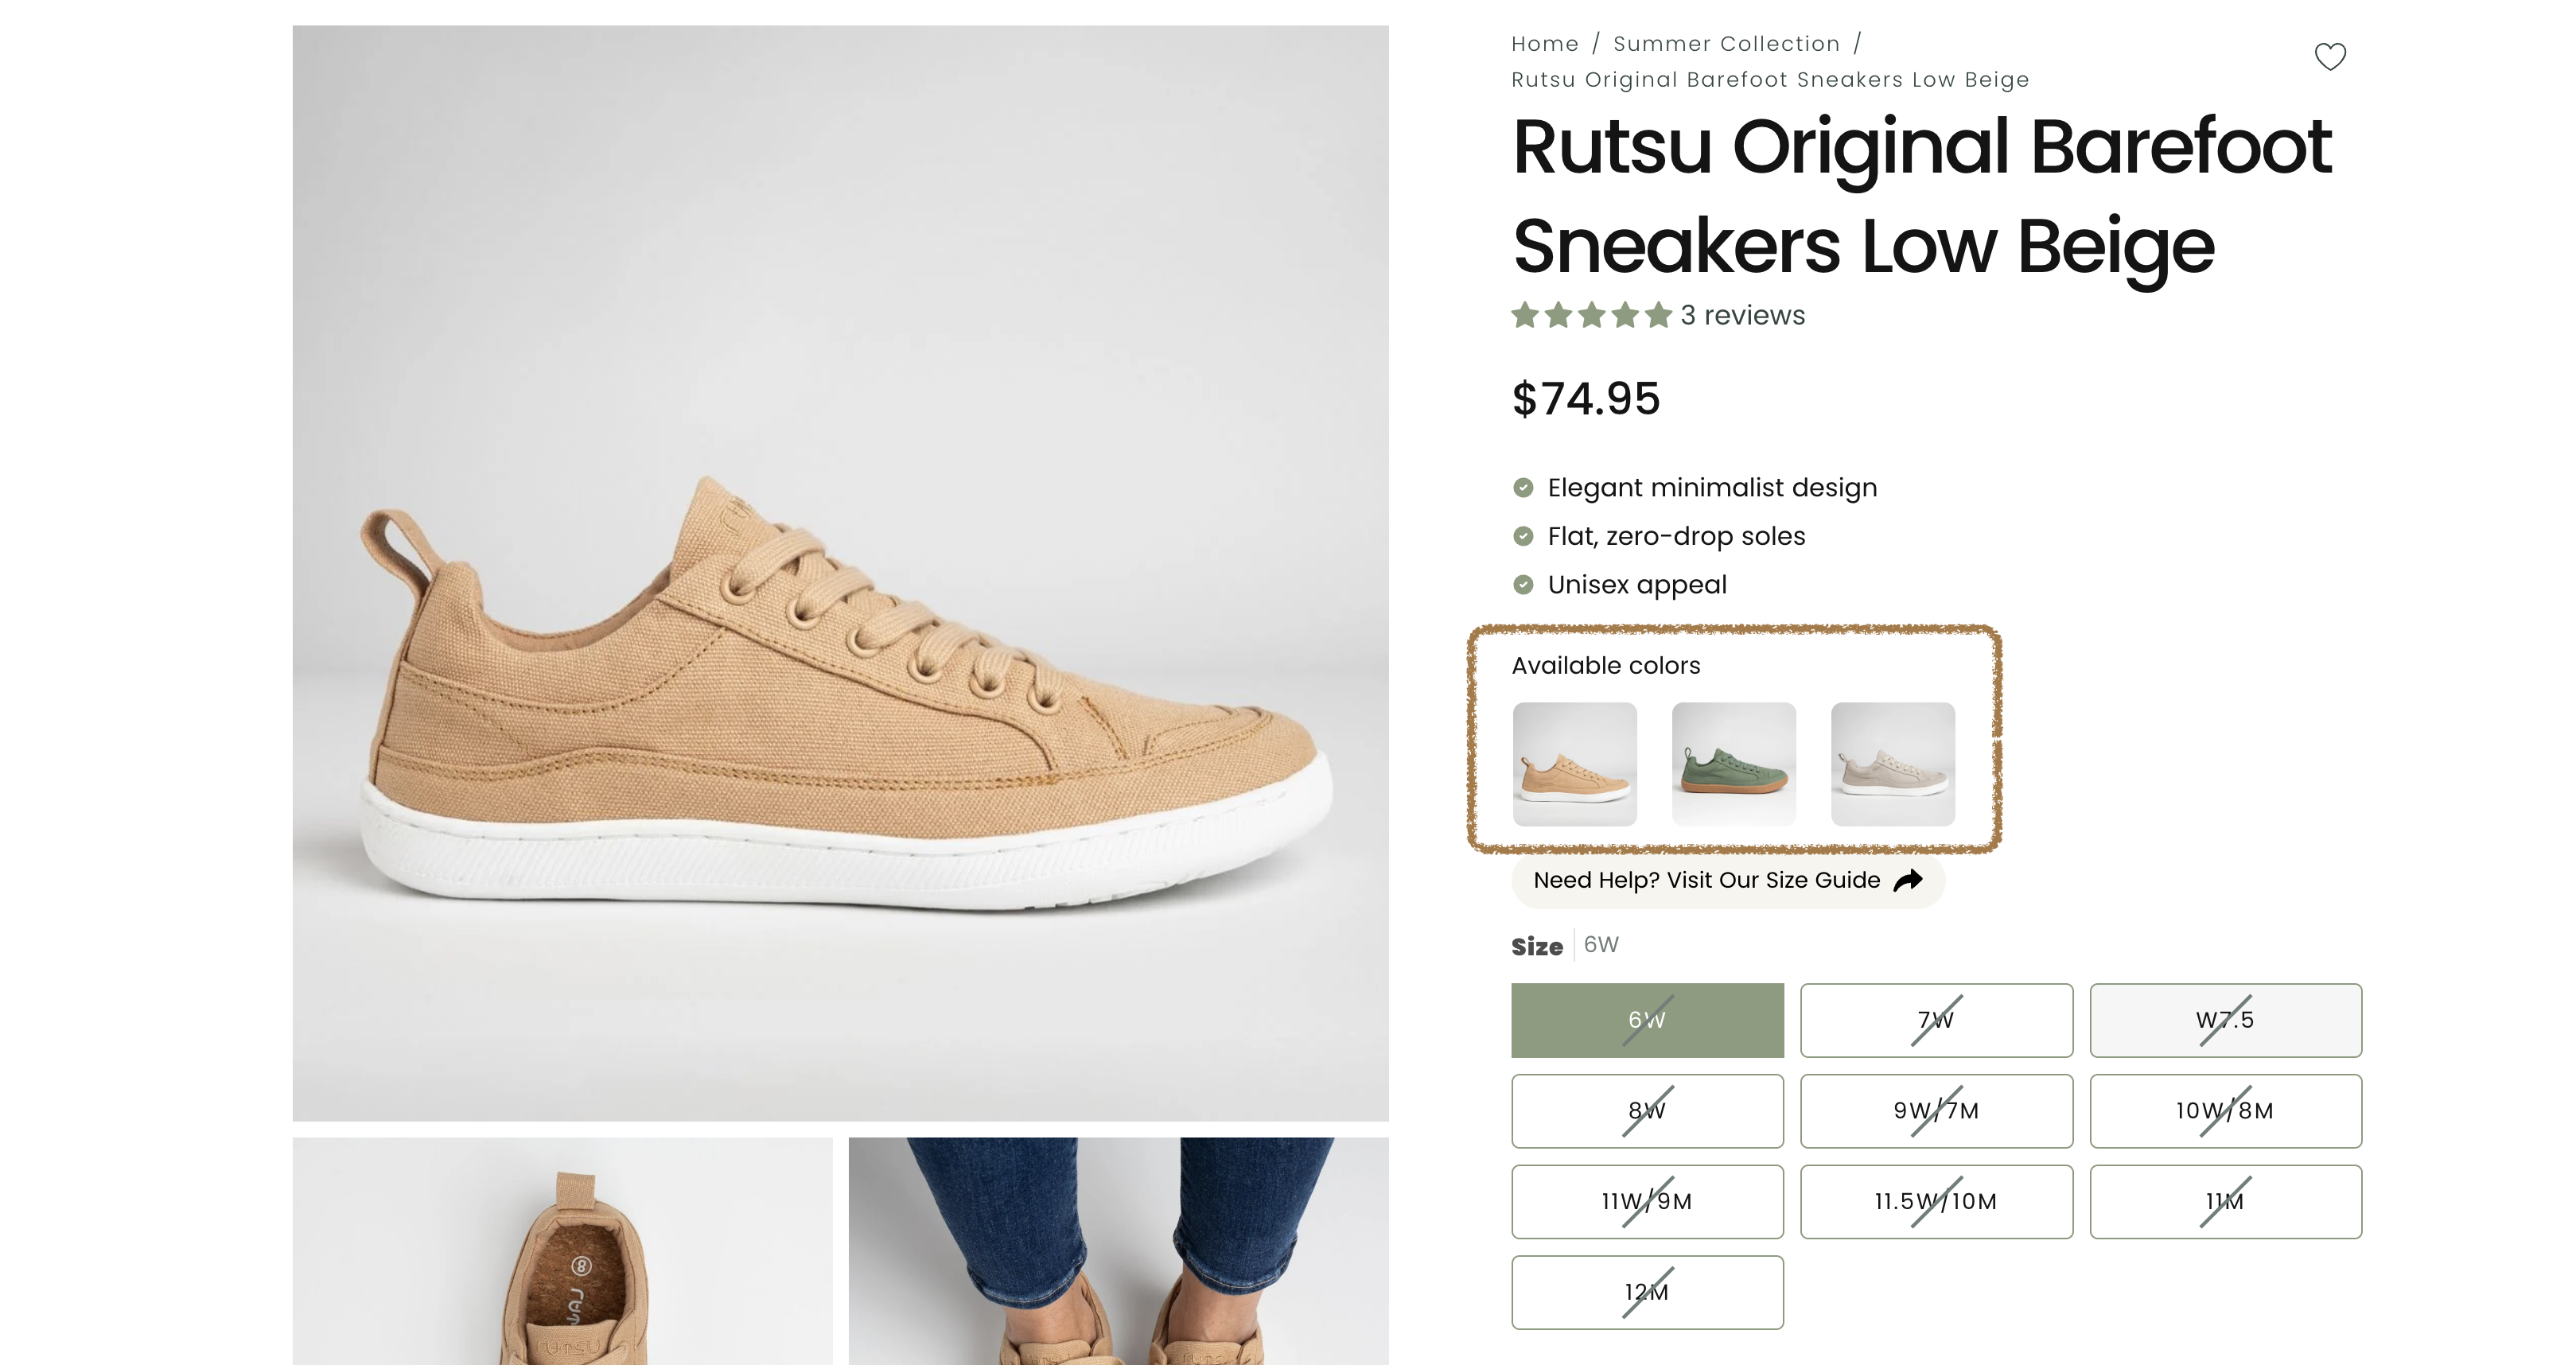 Home / Summer Collection /
Rutsu Original Barefoot Sneakers Low Beige
Rutsu Original Barefoot
Sneakers Low Beige
3 reviews
$74.95
Elegant minimalist design
Flat, zero-drop soles
Unisex appeal
Available colors
Need Help? Visit Our Size Guide
Size 6W
6W 7W W7.5
8W 9W/7M 10W/8M
11W/9M 11.5W/10M 11M
12M
8